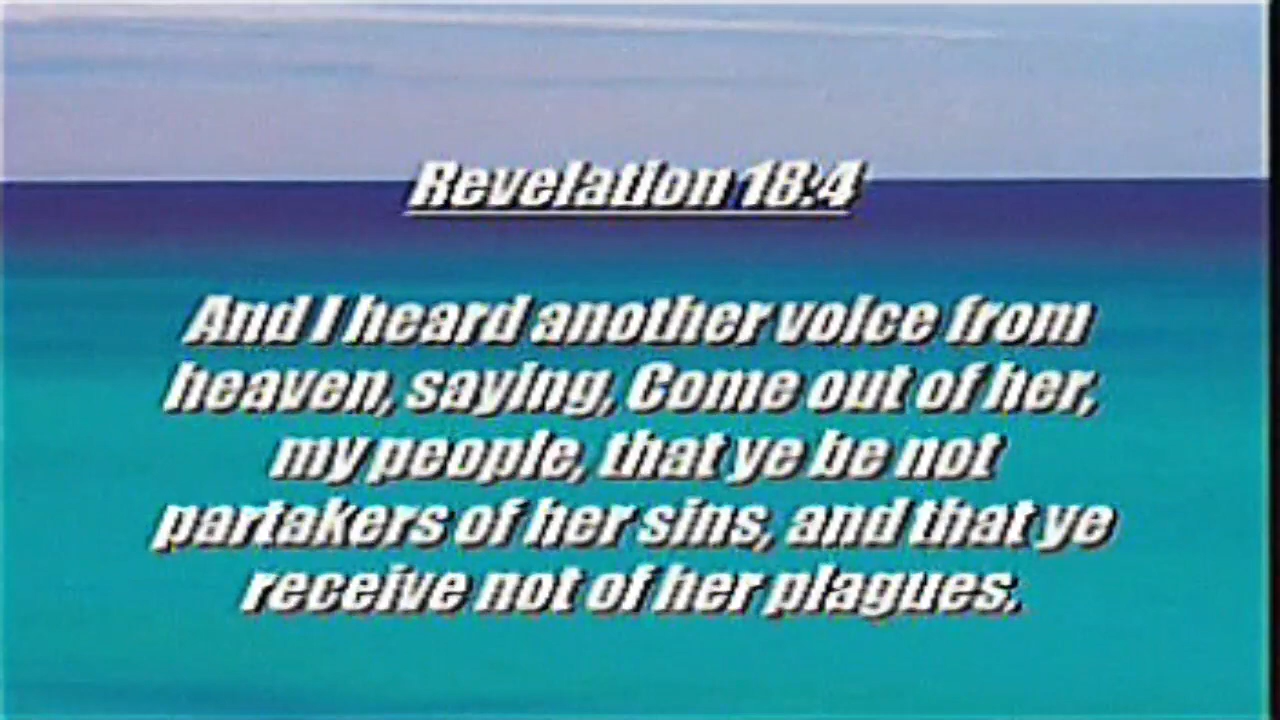 Revelation 18:4
And I heard another voice from
heaven, saying, Come out of her,
my people, that ye be not
partakers of her sins, and that ye
receive not of her plagues.